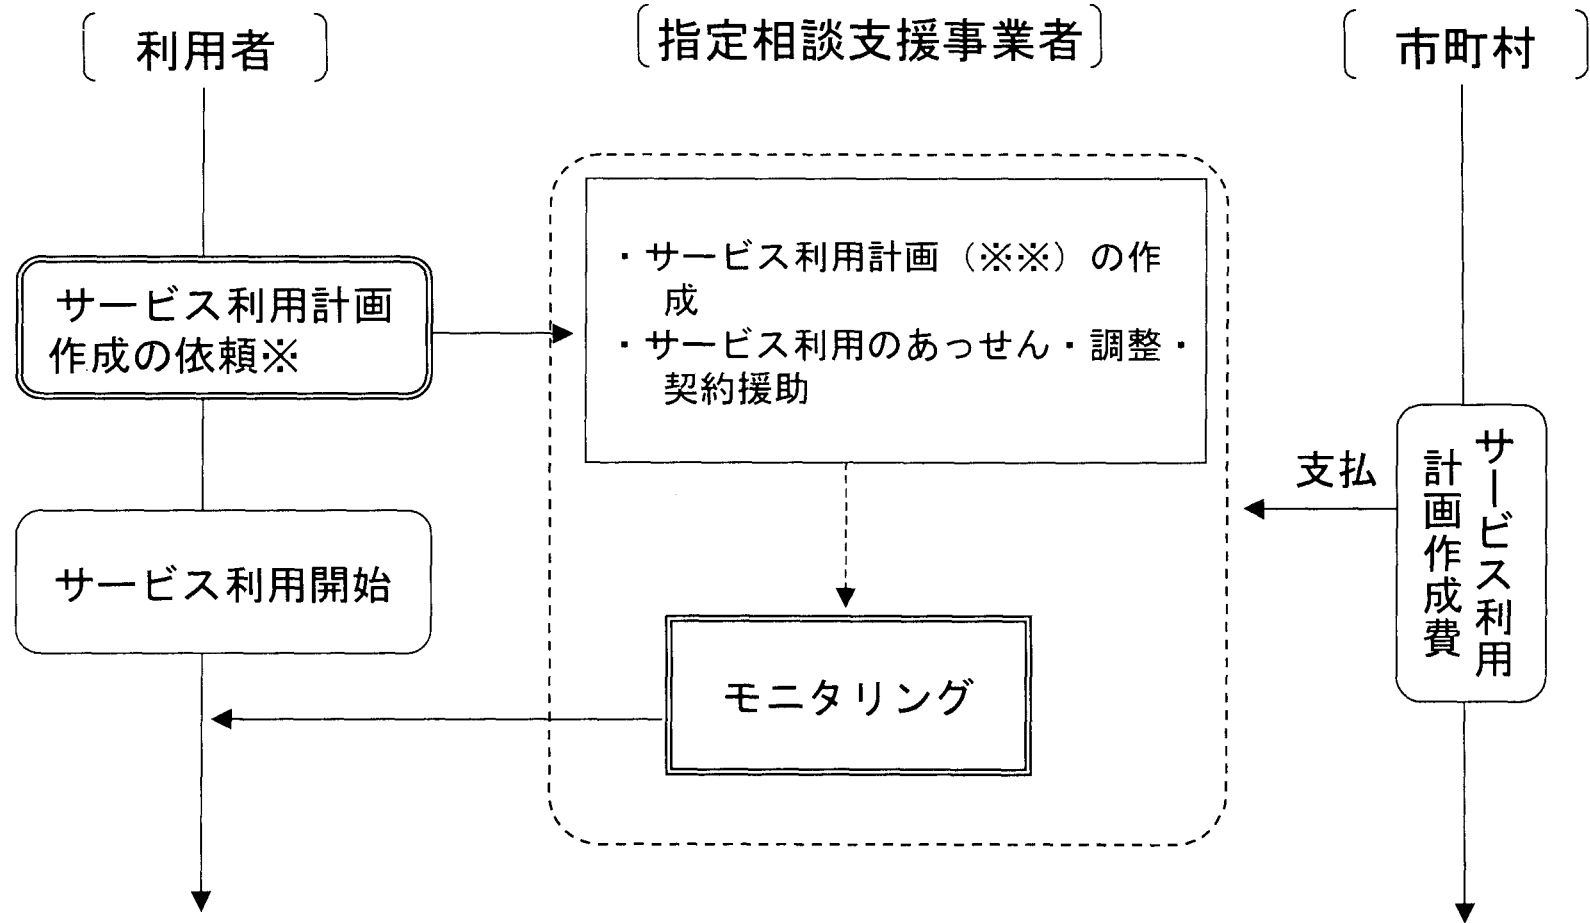 利用者
指定相談支援事業者
市町村
サービス利用計画
作成の依頼※
・サービス利用計画（※※）の作
成
・サービス利用のあっせん・調整・
契約援助
サービス利用開始
モニタリング
支払
サービス利用
計画作成費